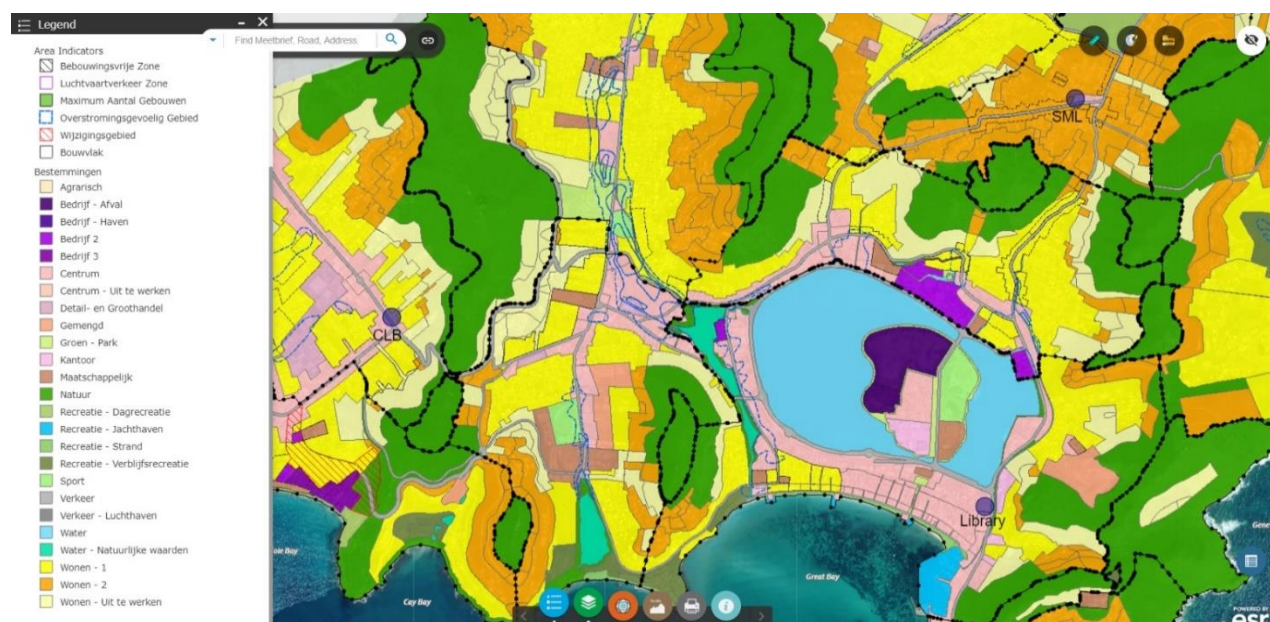 Legend
Find Meetbrief, Road, Address,
Area Indicators
Bebouwingsvrije Zone
Luchtvaartverkeer Zone
Maximum Aantal Gebouwen
Overstromingsgevoelig Gebied
Wijzigingsgebied
Bouwvlak
Bestemmingen
Agrarisch
Bedrijf - Afval
Bedrijf - Haven
Bedrijf 2
Bedrijf 3
Centrum
Centrum - Uit te werken
Detail- en Groothandel
Gemengd
Groen - Park
Kantoor
Maatschappelijk
Natuur
Recreatie - Dagrecreatie
Recreatie - Jachthaven
Recreatie - Strand
Recreatie - Verblijfsrecreatie
Sport
Verkeer
Verkeer - Luchthaven
Water
Water - Natuurlijke waarden
Wonen - 1
Wonen - 2
Wonen - Uit te werken
SML
CLB
Library
Bay
Cay Bay
Great Bay
POWERED BY
esri